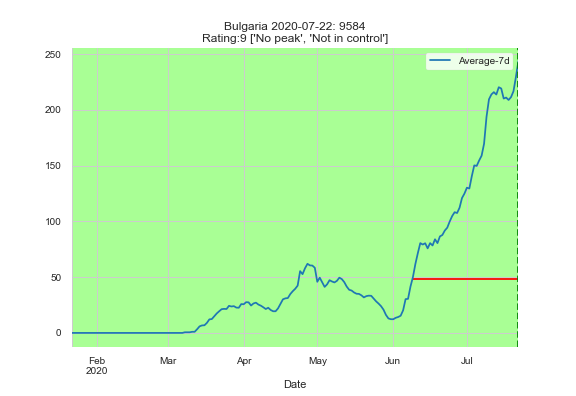 Bulgaria 2020-07-22: 9584
Rating:9 ['No peak', 'Not in control']
Average-7d
250
200
150
100
50
0
Feb Mar Apr May Jun Jul
2020
Date